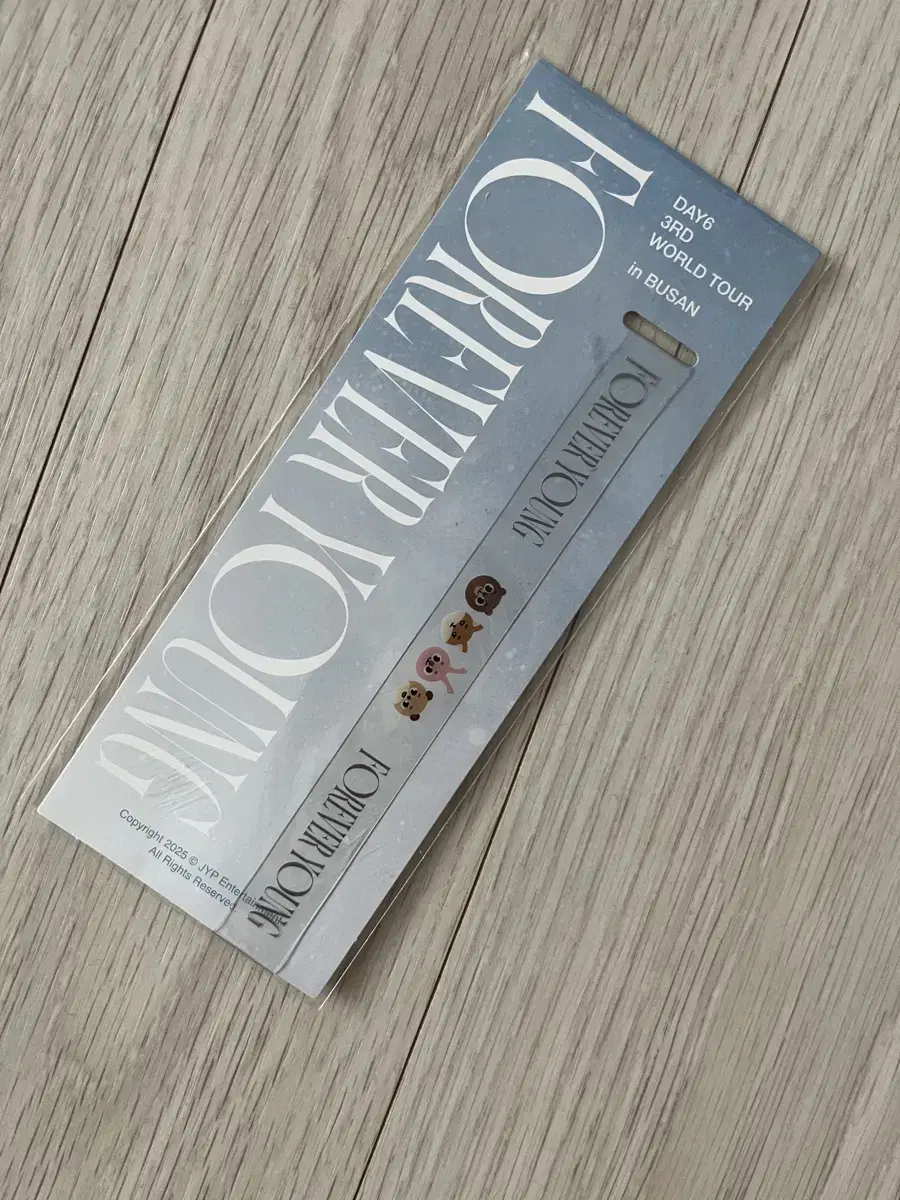 FOREVER YOUNG
DAY6
3RD
WORLD TOUR
in BUSAN
FOREVER YOUNG
FOREVER YOUNG
Copyright 2025 © JYP Entertainment.
All Rights Reserved.